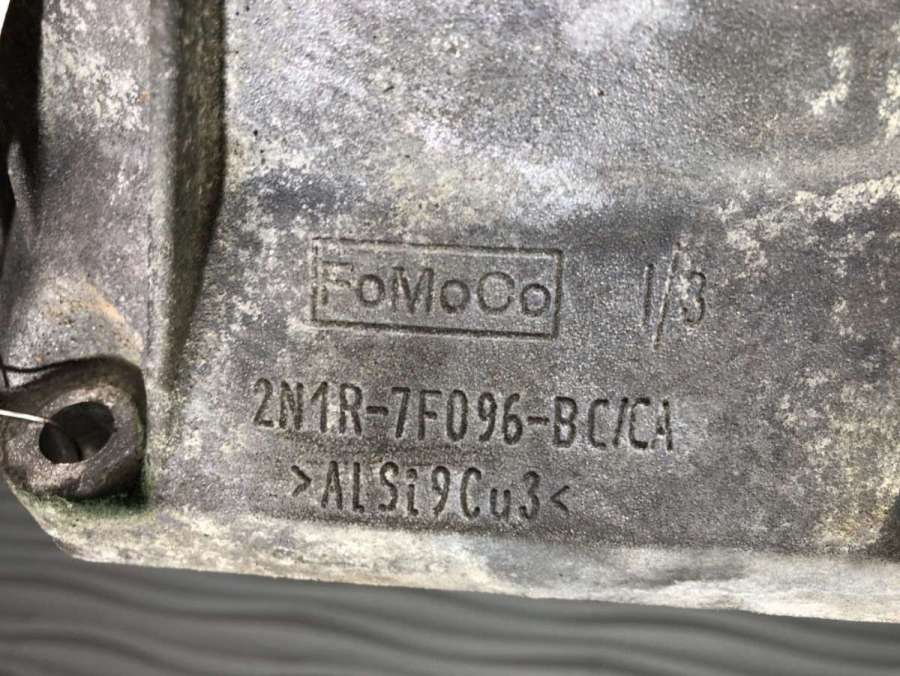 FoMoCo 1/3
2N1R-7F096-BC/CA
>ALSi9Cu3<